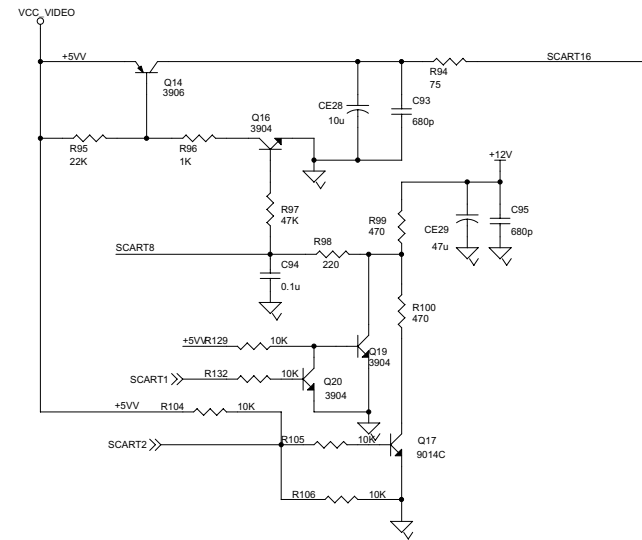 VCC_VIDEO
+5VV
SCART16
Q14
3906
R94
75
CE28
10u
C93
680p
Q16
3904
R95
22K
R96
1K
+12V
R97
47K
R99
470
CE29
47u
C95
680p
SCART8
R98
220
C94
0.1u
R100
470
+5VV
R129
10K
Q19
3904
SCART1
R132
10K
Q20
3904
+5VV
R104
10K
SCART2
R105
10K
Q17
9014C
R106
10K